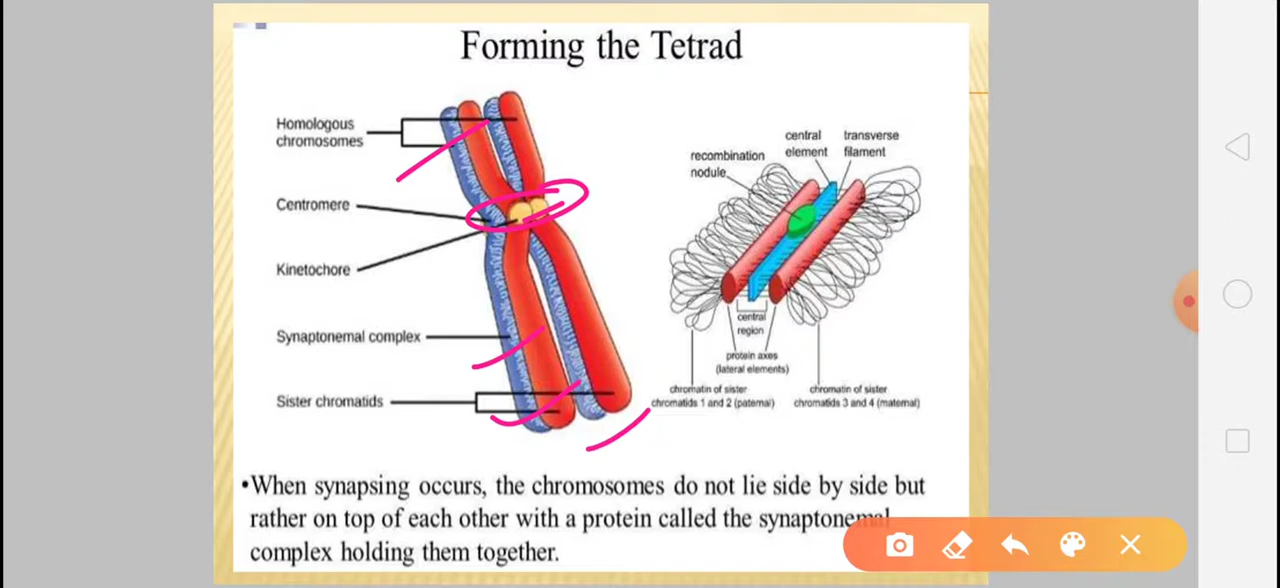 Forming the Tetrad
Homologous
chromosomes
Centromere
Kinetochore
Synaptonemal complex
Sister chromatids
central
element
transverse
filament
recombination
nodule
central
region
protein axes
(lateral elements)
chromatin of sister
chromatids 1 and 2 (paternal)
chromatin of sister
chromatids 3 and 4 (maternal)
•When synapsing occurs, the chromosomes do not lie side by side but
rather on top of each other with a protein called the synaptonemal
complex holding them together.